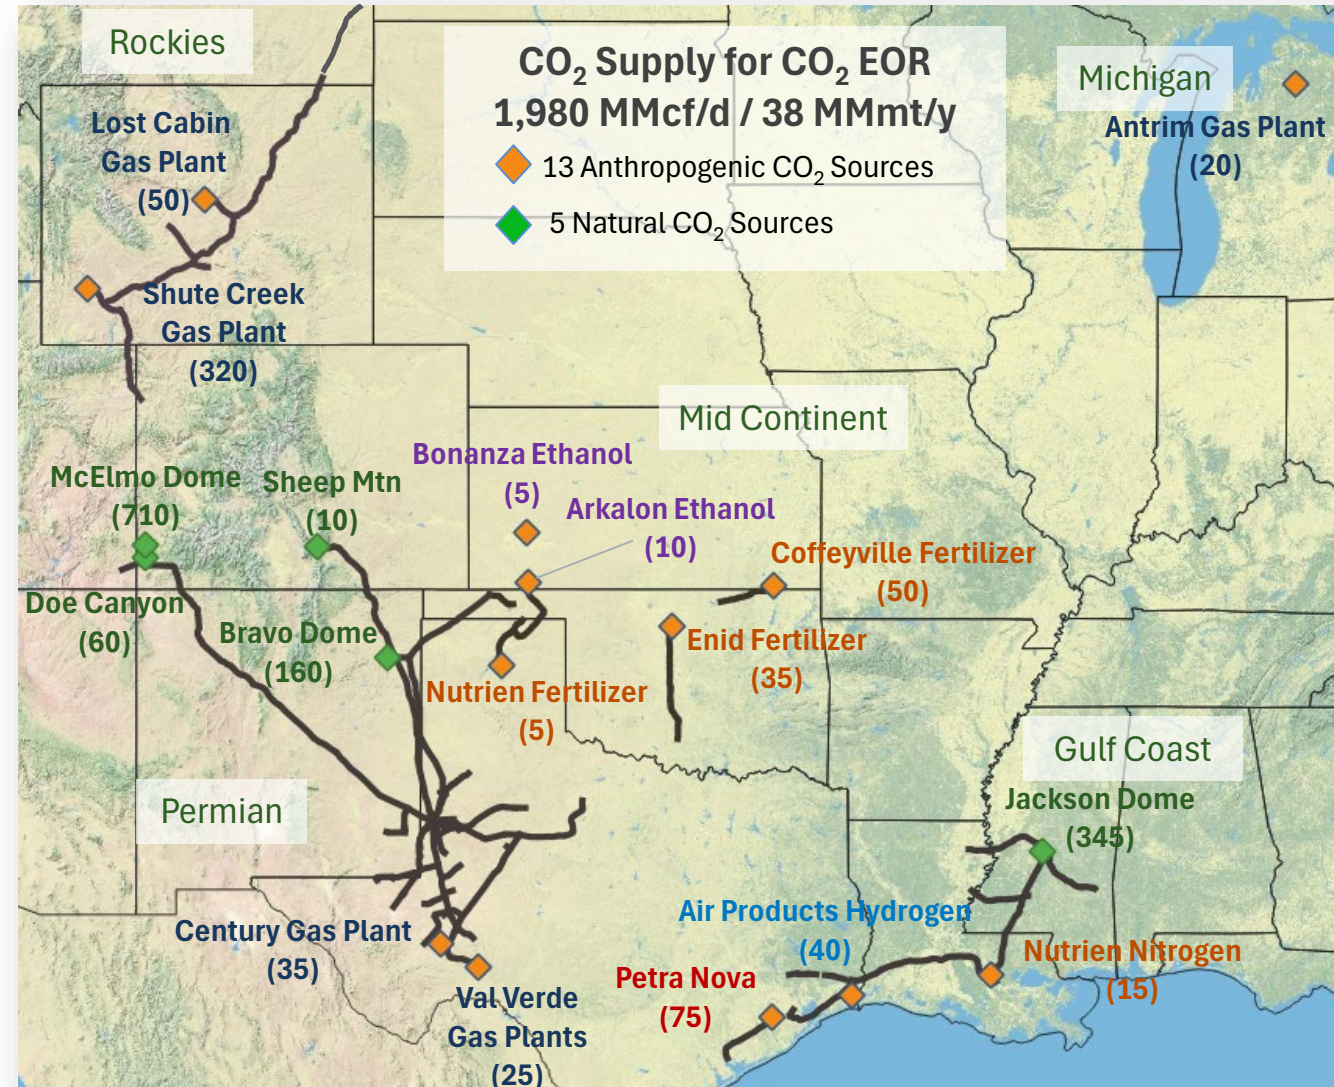 Rockies
CO₂ Supply for CO₂ EOR
1,980 MMcf/d / 38 MMmt/y
13 Anthropogenic CO₂ Sources
5 Natural CO₂ Sources
Michigan
Antrim Gas Plant
(20)
Lost Cabin
Gas Plant
(50)
Shute Creek
Gas Plant
(320)
Mid Continent
McElmo Dome
(710)
Sheep Mtn
(10)
Bonanza Ethanol
(5)
Arkalon Ethanol
(10)
Coffeyville Fertilizer
(50)
Doe Canyon
(60)
Bravo Dome
(160)
Enid Fertilizer
(35)
Nutrien Fertilizer
(5)
Gulf Coast
Permian
Jackson Dome
(345)
Century Gas Plant
(35)
Air Products Hydrogen
(40)
Petra Nova
(75)
Nutrien Nitrogen
(15)
Val Verde
Gas Plants
(25)